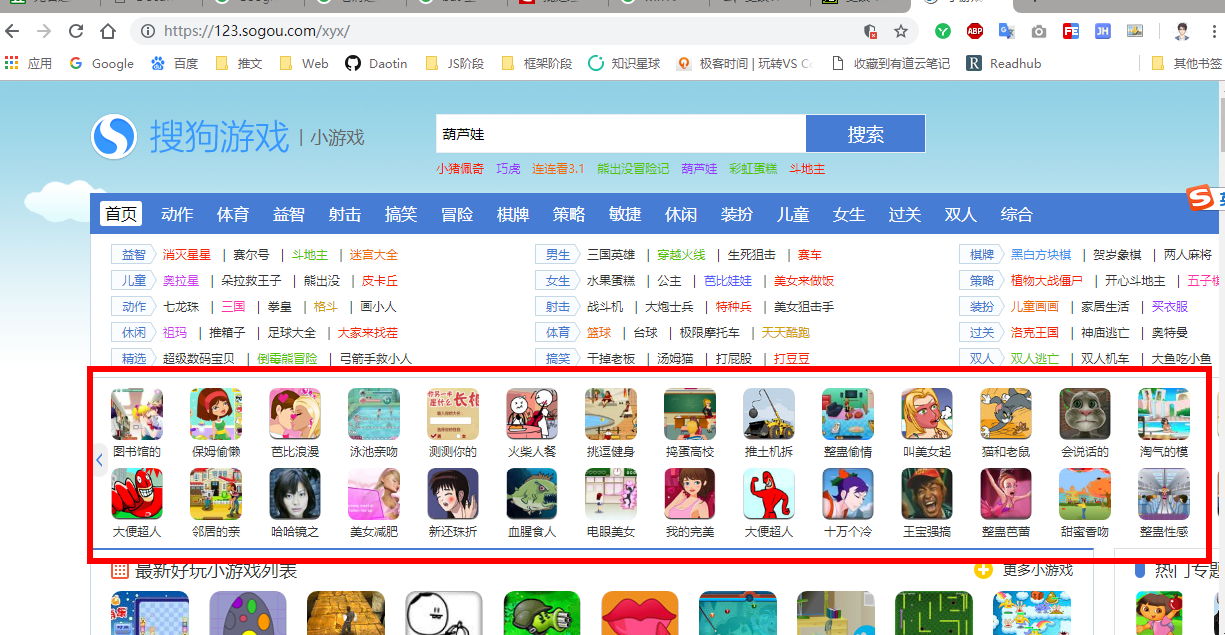 https://123.sogou.com/xyx/
应用 Google 百度 推文 Web Daotin JS阶段 框架阶段 知识星球 极客时间 | 玩转VS Co 收藏到有道云笔记 Readhub 其他书签
搜狗游戏 | 小游戏 葫芦娃 搜索
小猪佩奇 巧虎 连连看3.1 熊出没冒险记 葫芦娃 彩虹蛋糕 斗地主
首页 动作 体育 益智 射击 搞笑 冒险 棋牌 策略 敏捷 休闲 装扮 儿童 女生 过关 双人 综合
益智 消灭星星 | 赛尔号 | 斗地主 | 迷宫大全 男生 三国英雄 | 穿越火线 | 生死狙击 | 赛车 棋牌 黑白方块棋 | 贺岁象棋 | 两人麻将
儿童 奥拉星 | 朵拉救王子 | 熊出没 | 皮卡丘 女生 水果蛋糕 | 公主 | 芭比娃娃 | 美女来做饭 策略 植物大战僵尸 | 开心斗地主 | 五子棋
动作 七龙珠 | 三国 | 拳皇 | 格斗 | 画小人 射击 战斗机 | 大炮士兵 | 特种兵 | 美女狙击手 装扮 儿童画画 | 家居生活 | 买衣服
休闲 祖玛 | 推箱子 | 足球大全 | 大家来找茬 体育 篮球 | 台球 | 极限摩托车 | 天天酷跑 过关 洛克王国 | 神庙逃亡 | 奥特曼
精选 超级数码宝贝 | 倒霉熊冒险 | 弓箭手救小人 搞笑 干掉老板 | 汤姆猫 | 打屁股 | 打豆豆 双人 双人逃亡 | 双人机车 | 大鱼吃小鱼
图书馆的 保姆偷懒 芭比浪漫 泳池亲吻 测测你的 火柴人餐 挑逗健身 捣蛋高校 推土机拆 整蛊偷情 叫美女起 猫和老鼠 会说话的 淘气的模
大便超人 邻居的亲 哈哈镜之 美女减肥 新还珠折 血腥食人 电眼美女 我的完美 大便超人 十万个冷 王宝强搞 整蛊芭蕾 甜蜜香吻 整蛊性感
最新好玩小游戏列表 更多小游戏 热门专题